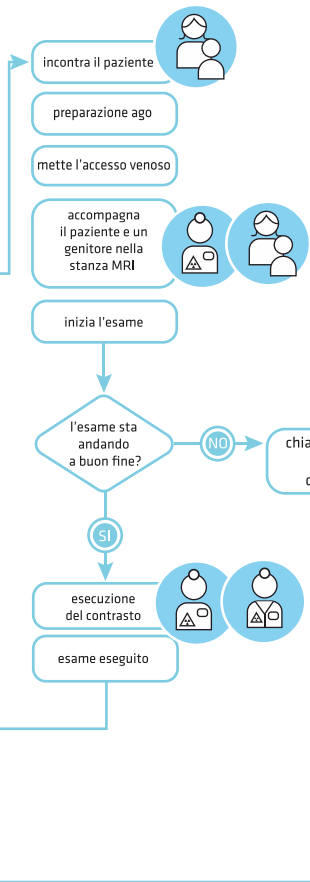 incontra il paziente
preparazione ago
mette l'accesso venoso
accompagna
il paziente e un
genitore nella
stanza MRI
inizia l'esame
l'esame sta
andando
a buon fine?
NO
SI
esecuzione
del contrasto
esame eseguito